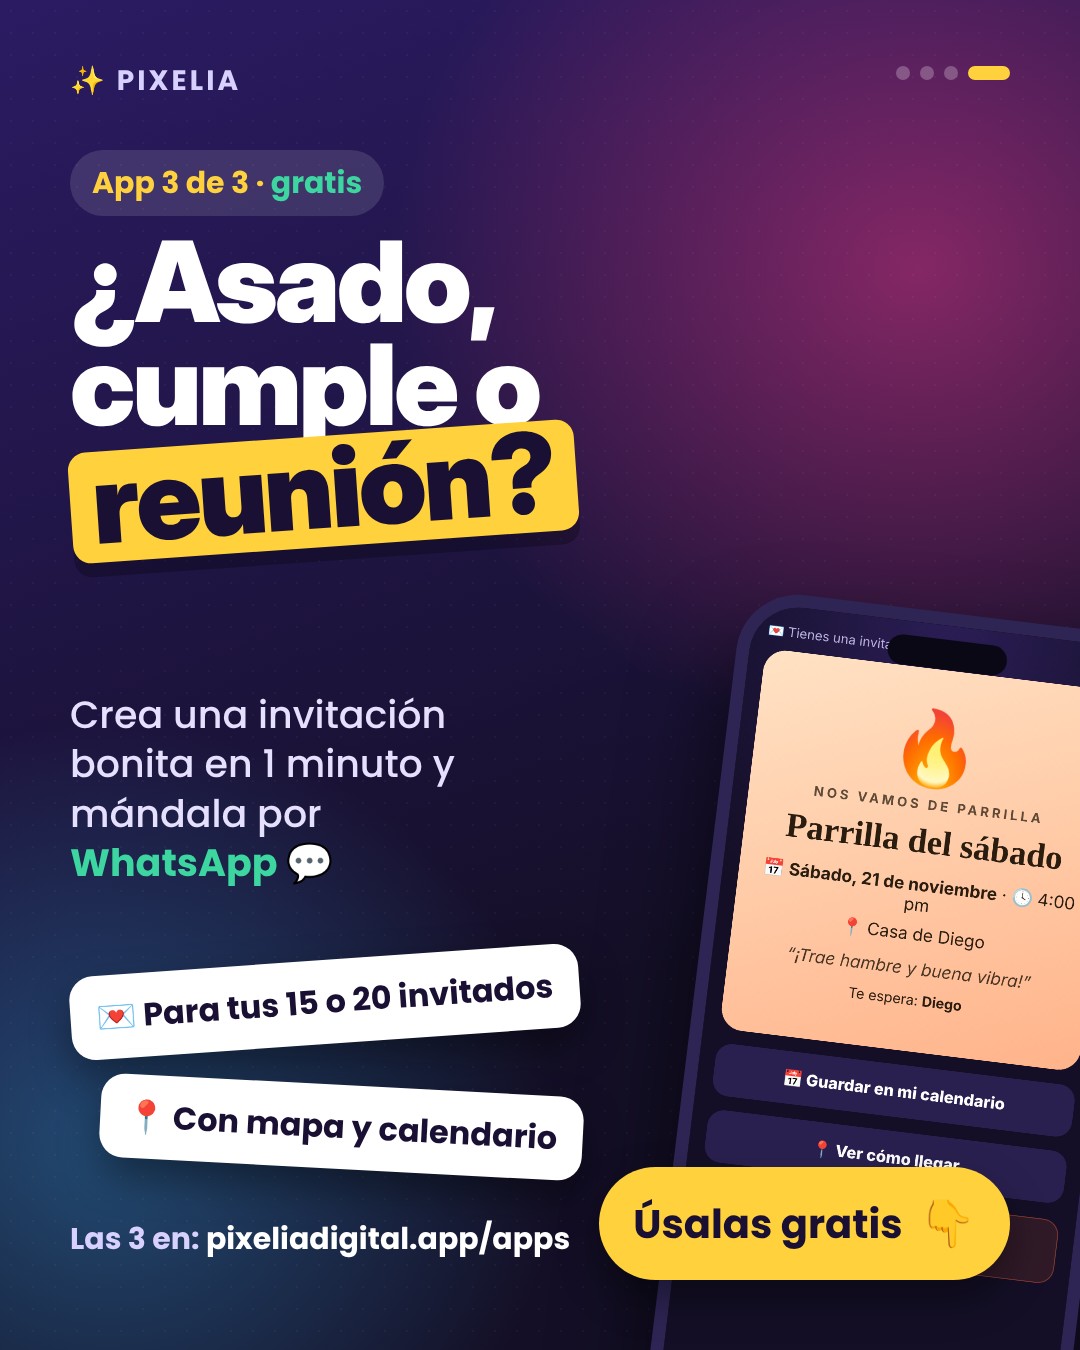 ✨ PIXELIA
App 3 de 3 · gratis
¿Asado,
cumple o
reunión?
Crea una invitación
bonita en 1 minuto y
mándala por
WhatsApp 💬
💌 Para tus 15 o 20 invitados
📍 Con mapa y calendario
Las 3 en: pixeliadigital.app/apps
💌 Tienes una
🔥
NOS VAMOS DE PARRILLA
Parrilla del sábado
📅 Sábado, 21 de noviembre · 🕓 4:00
pm
📍 Casa de Diego
“¡Trae hambre y buena vibra!”
Te espera: Diego
📅 Guardar en mi calendario
📍 Ver cómo llegar
Úsalas gratis 👇